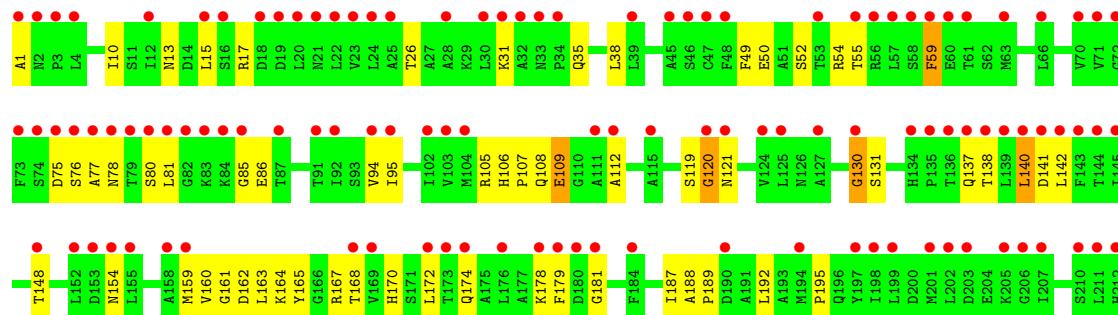 A1 N2 P3 L4 I10 S11 I12 N13 D14 L15 S16 R17 D18 D19 L20 N21 L22 V23 L24 A25 T26 A27 A28 K29 L30 K31 A32 N33 P34 Q35 L38 L39 A45 S46 C47 F48 F49 E50 A51 S52 T53 R54 T55 R56 L57 S58 F59 E60 T61 S62 M63 L66 V70 V71 G72
F73 S74 D75 S76 A77 N78 T79 S80 L81 G82 K83 K84 G85 E86 T87 T91 I92 S93 V94 I95 I102 V103 M104 R105 H106 P107 Q108 E109 G110 A111 A112 A115 S119 G120 N121 V124 L125 N126 A127 G130 S131 H134 P135 T136 Q137 T138 L139 L140 D141 L142 F143 T144 I145
T148 L152 D153 N154 L155 A158 M159 V160 G161 D162 L163 K164 Y165 G166 R167 T168 V169 H170 S171 L172 T173 Q174 A175 L176 A177 K178 F179 D180 G181 F184 I187 A188 P189 D190 A191 L192 A193 M194 P195 Q196 Y197 I198 L199 D200 M201 L202 D203 E204 K205 G206 I207 S210 L211 H212